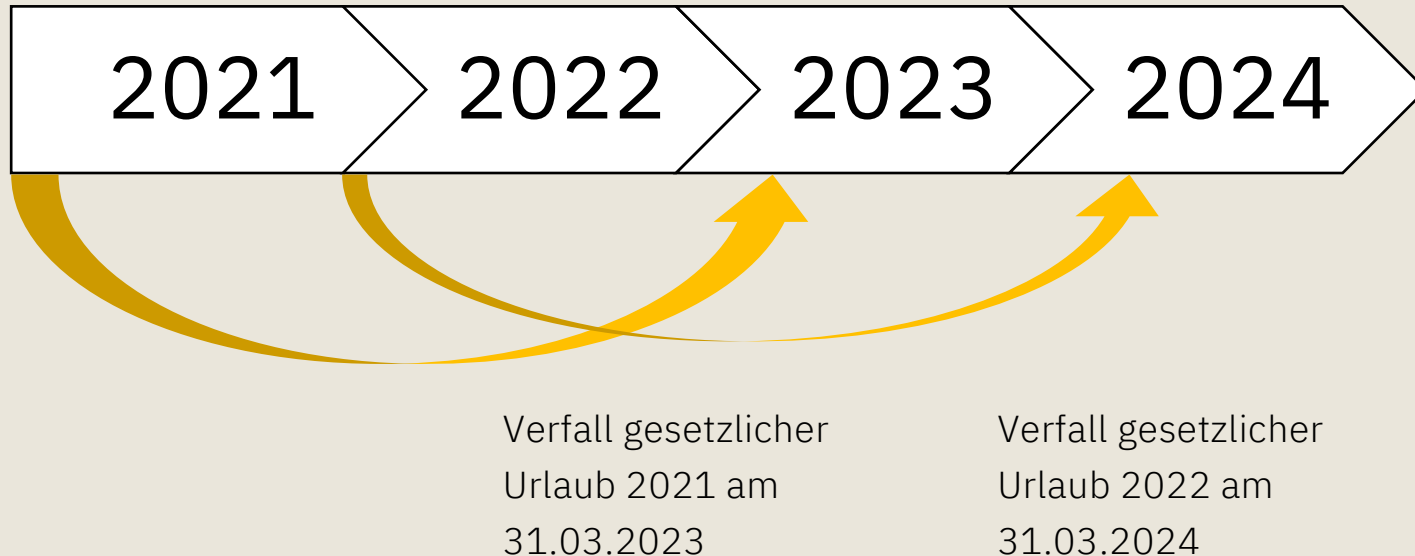 2021 2022 2023 2024
Verfall gesetzlicher
Urlaub 2021 am
31.03.2023
Verfall gesetzlicher
Urlaub 2022 am
31.03.2024